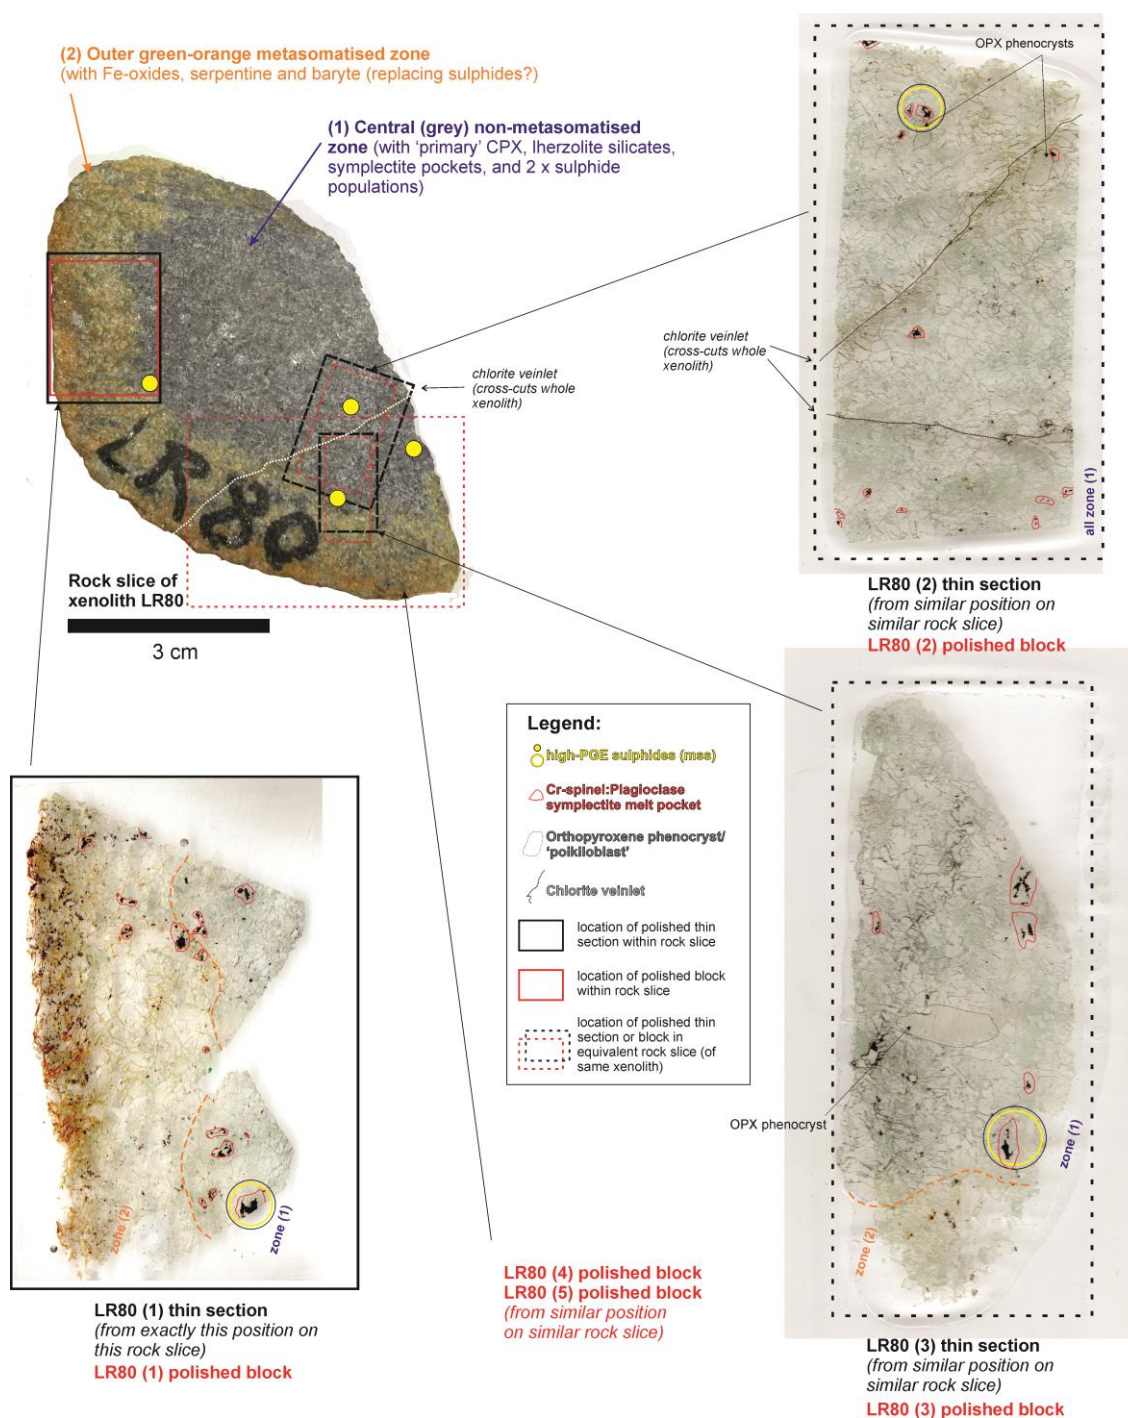 (2) Outer green-orange metasomatised zone
(with Fe-oxides, serpentine and baryte (replacing sulphides?)
(1) Central (grey) non-metasomatised
zone (with ‘primary’ CPX, lherzolite silicates,
symplectite pockets, and 2 x sulphide
populations)
chlorite veinlet
(cross-cuts whole
xenolith)
LR80
Rock slice of
xenolith LR80
3 cm
OPX phenocrysts
chlorite veinlet
(cross-cuts whole
xenolith)
all zone (1)
LR80 (2) thin section
(from similar position on
similar rock slice)
LR80 (2) polished block
Legend:
high-PGE sulphides (mss)
Cr-spinel:Plagioclase
symplectite melt pocket
Orthopyroxene phenocryst/
‘poikiloblast’
Chlorite veinlet
location of polished thin
section within rock slice
location of polished block
within rock slice
location of polished thin
section or block in
equivalent rock slice (of
same xenolith)
zone (2)
zone (1)
LR80 (1) thin section
(from exactly this position on
this rock slice)
LR80 (1) polished block
LR80 (4) polished block
LR80 (5) polished block
(from similar position
on similar rock slice)
OPX phenocryst
zone (1)
zone (2)
LR80 (3) thin section
(from similar position on
similar rock slice)
LR80 (3) polished block